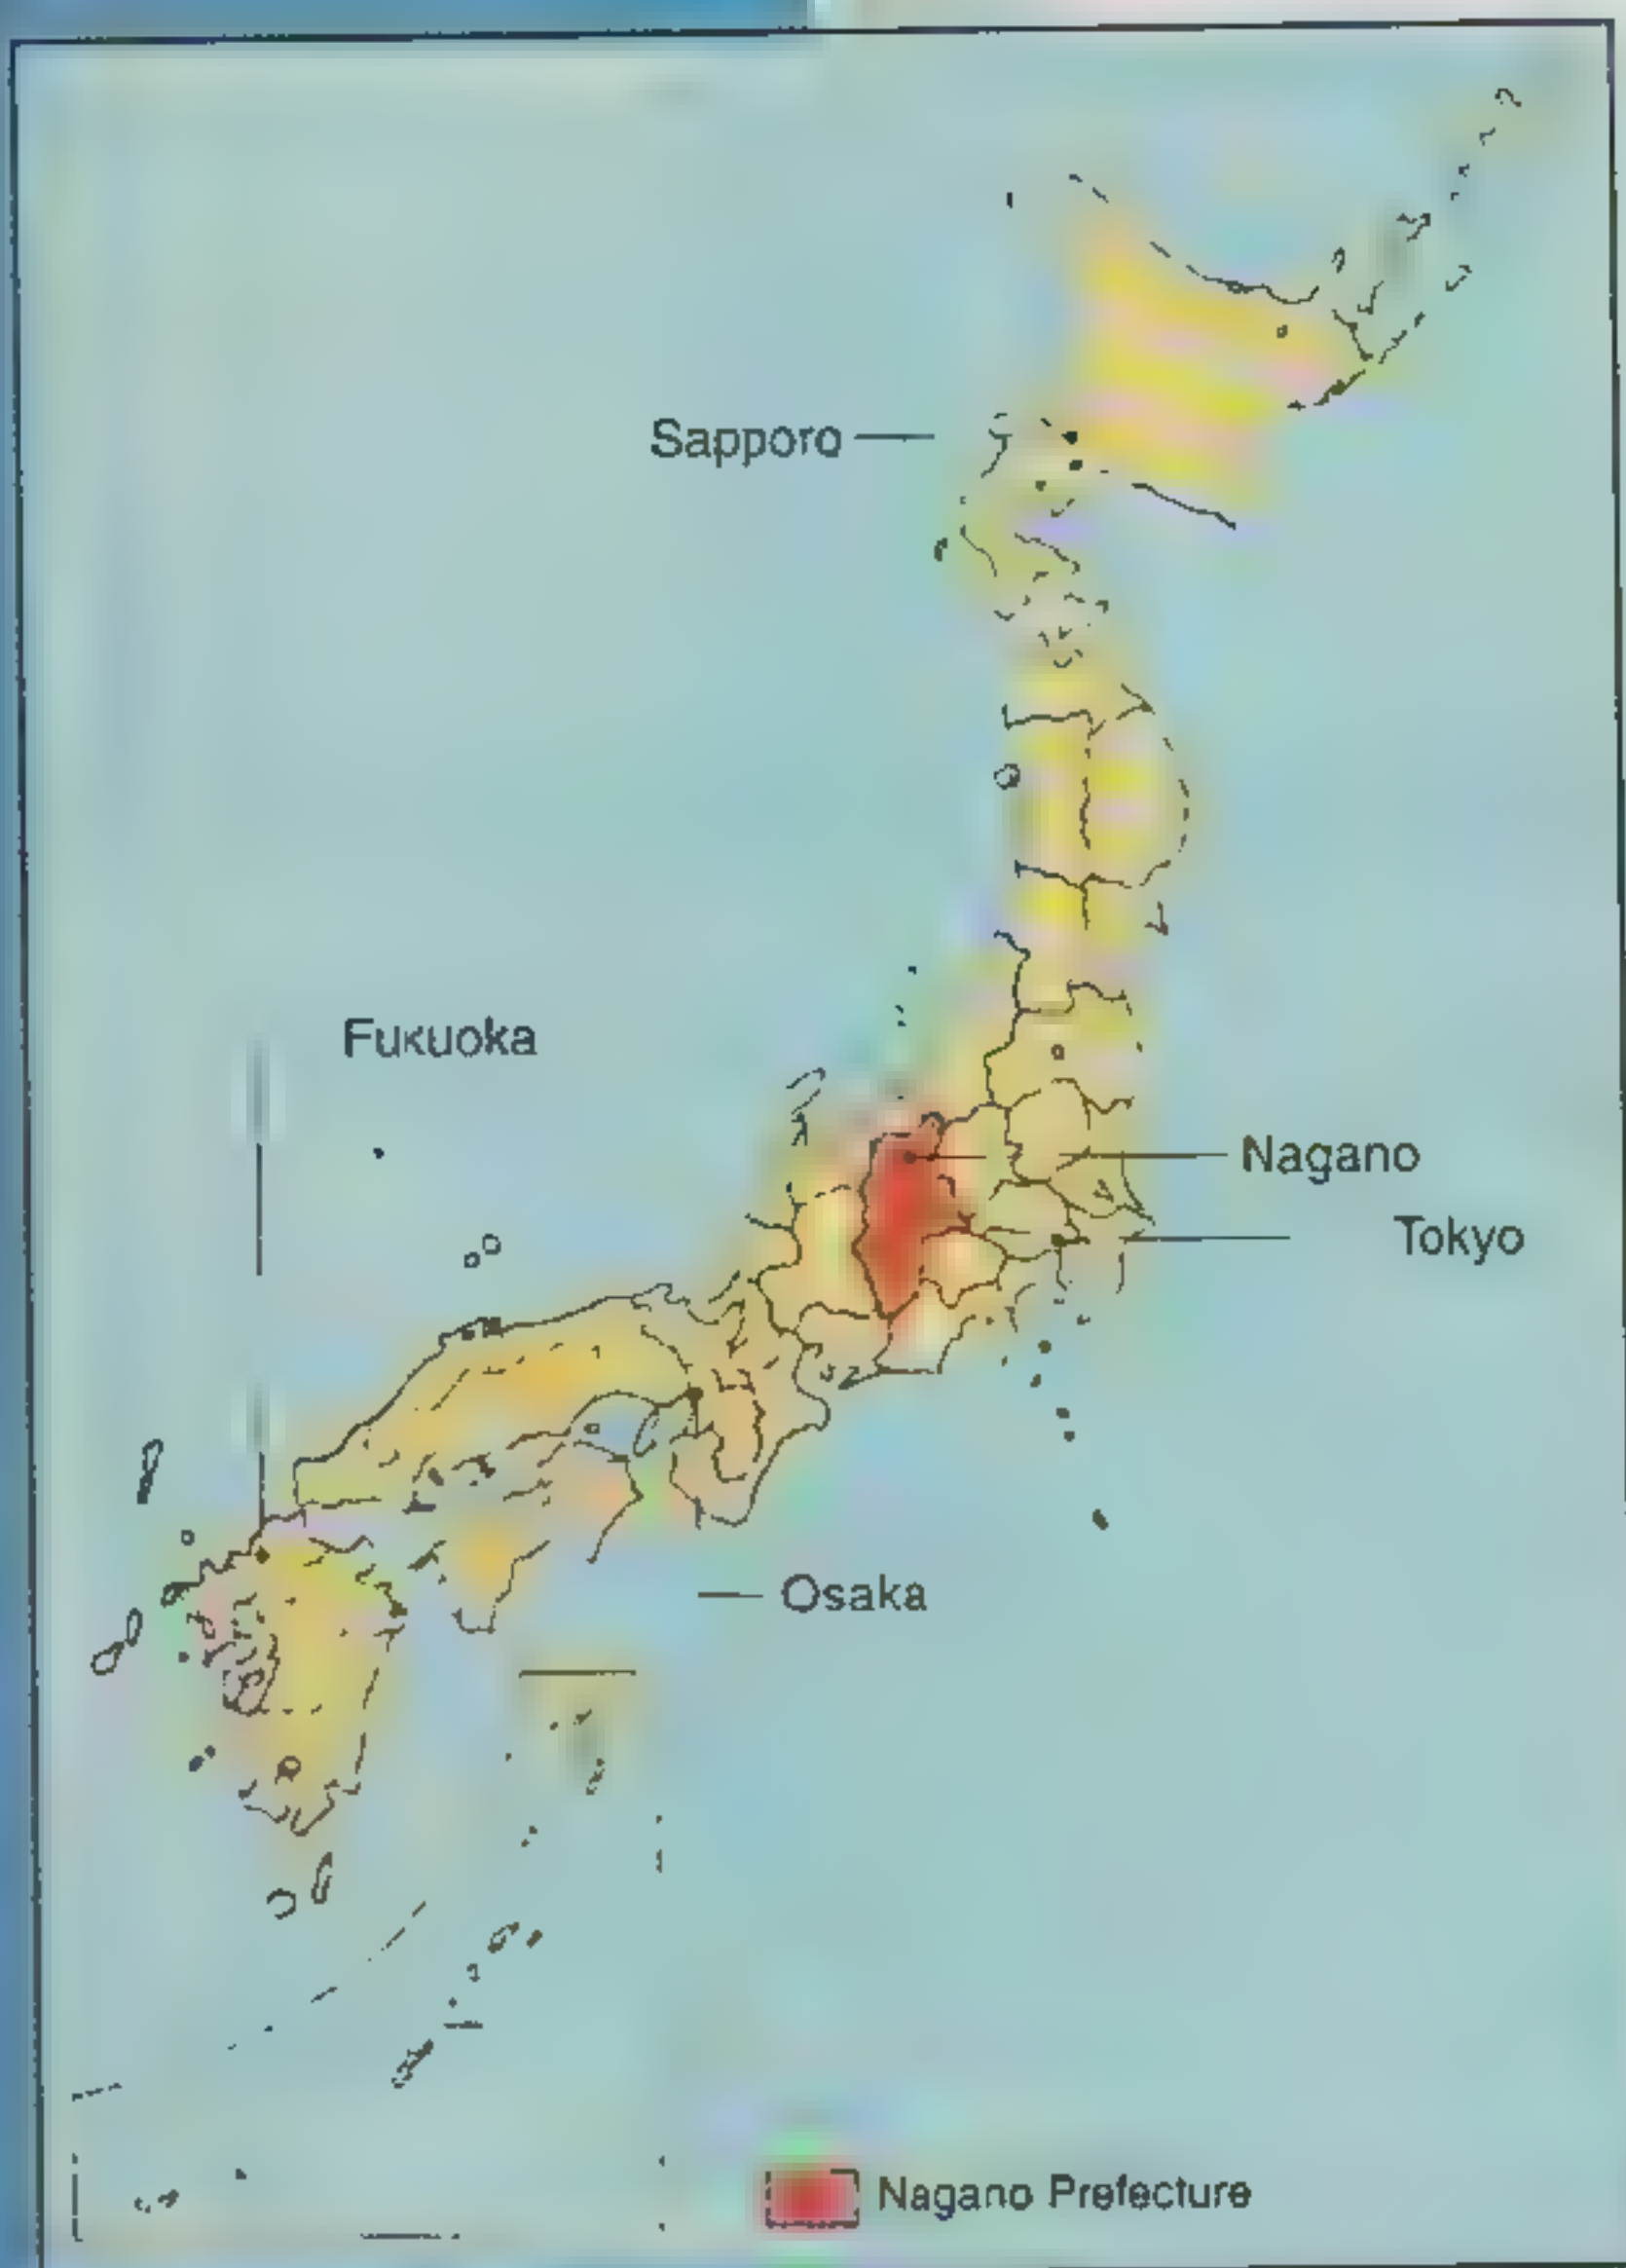 Sapporo
Fukuoka
Nagano
Tokyo
Osaka
Nagano Prefecture